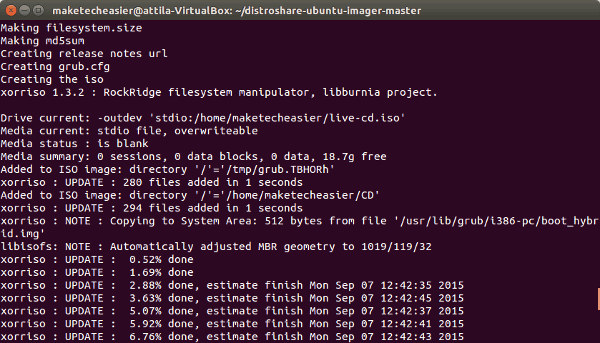 maketecheasier@attila-VirtualBox: ~/distroshare-ubuntu-imager-master
Making filesystem.size
Making md5sum
Creating release notes url
Creating grub.cfg
Creating the iso
xorriso 1.3.2 : RockRidge filesystem manipulator, libburnia project.
Drive current: -outdev 'stdio:/home/maketecheasier/live-cd.iso'
Media current: stdio file, overwriteable
Media status : is blank
Media summary: 0 sessions, 0 data blocks, 0 data, 18.7g free
Added to ISO image: directory '/'='/tmp/grub.TBHORh'
xorriso : UPDATE : 280 files added in 1 seconds
Added to ISO image: directory '/'='/home/maketecheasier/CD'
xorriso : UPDATE : 294 files added in 1 seconds
xorriso : NOTE : Copying to System Area: 512 bytes from file '/usr/lib/grub/i386-pc/boot_hybr
id.img'
libisofs: NOTE : Automatically adjusted MBR geometry to 1019/119/32
xorriso : UPDATE :  0.52% done
xorriso : UPDATE :  1.69% done
xorriso : UPDATE :  2.88% done, estimate finish Mon Sep 07 12:42:35 2015
xorriso : UPDATE :  3.63% done, estimate finish Mon Sep 07 12:42:45 2015
xorriso : UPDATE :  5.07% done, estimate finish Mon Sep 07 12:42:37 2015
xorriso : UPDATE :  5.92% done, estimate finish Mon Sep 07 12:42:41 2015
xorriso : UPDATE :  6.76% done, estimate finish Mon Sep 07 12:42:43 2015